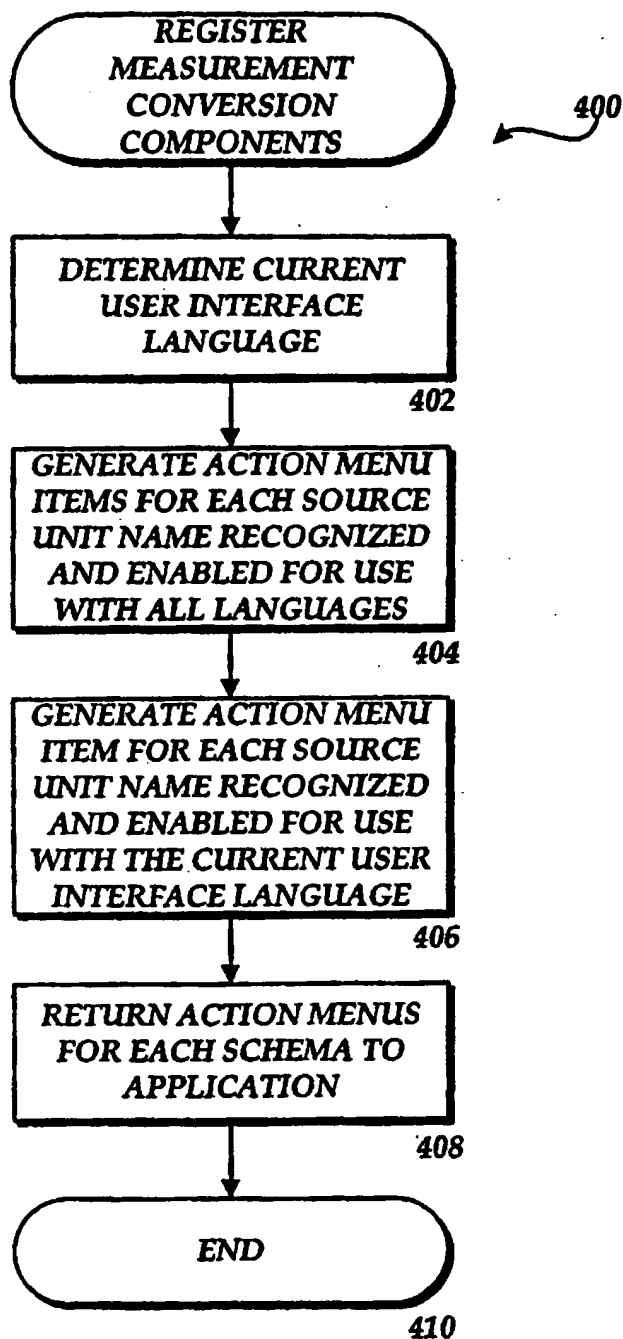 REGISTER
MEASUREMENT
CONVERSION
COMPONENTS
400
DETERMINE CURRENT
USER INTERFACE
LANGUAGE
402
GENERATE ACTION MENU
ITEMS FOR EACH SOURCE
UNIT NAME RECOGNIZED
AND ENABLED FOR USE
WITH ALL LANGUAGES
404
GENERATE ACTION MENU
ITEM FOR EACH SOURCE
UNIT NAME RECOGNIZED
AND ENABLED FOR USE
WITH THE CURRENT USER
INTERFACE LANGUAGE
406
RETURN ACTION MENUS
FOR EACH SCHEMA TO
APPLICATION
408
END
410